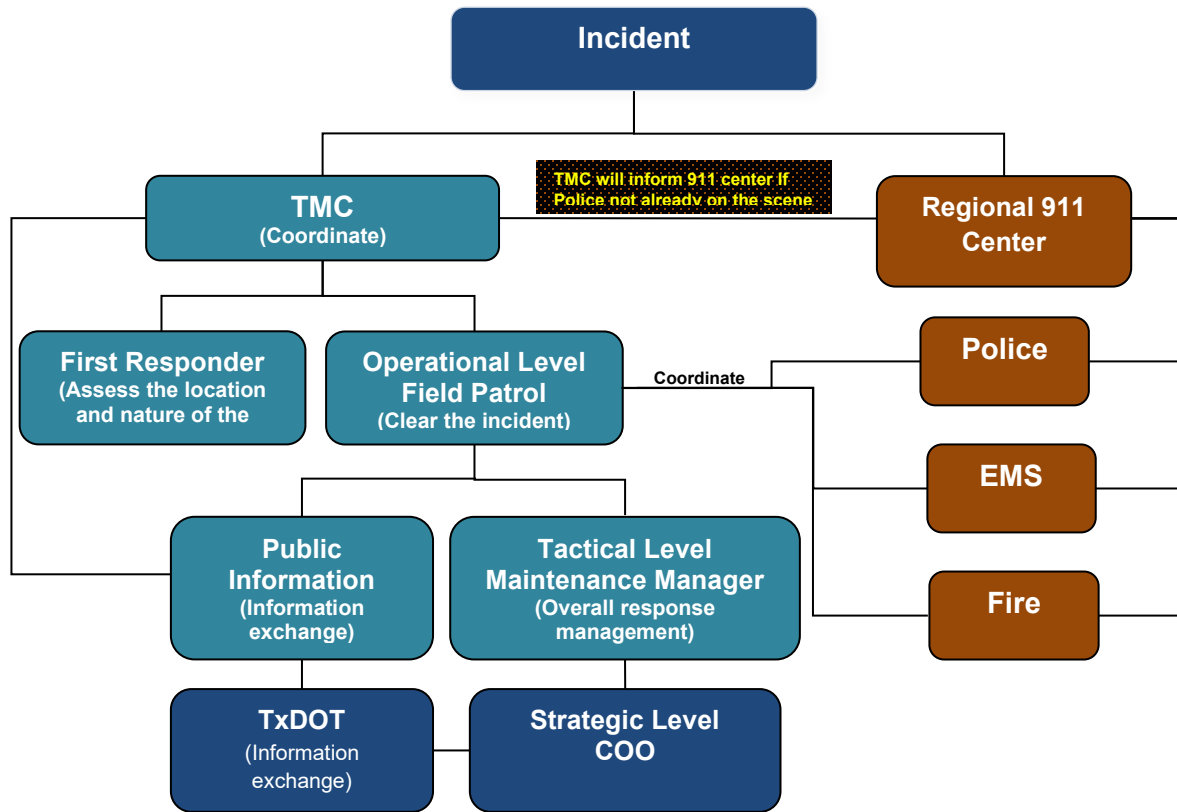 Incident
TMC
(Coordinate)
TMC will inform 911 center If
Police not already on the scene
Regional 911
Center
First Responder
(Assess the location
and nature of the
Operational Level
Field Patrol
(Clear the incident)
Coordinate
Police
EMS
Public
Information
(Information
exchange)
Tactical Level
Maintenance Manager
(Overall response
management)
Fire
TxDOT
(Information
exchange)
Strategic Level
COO